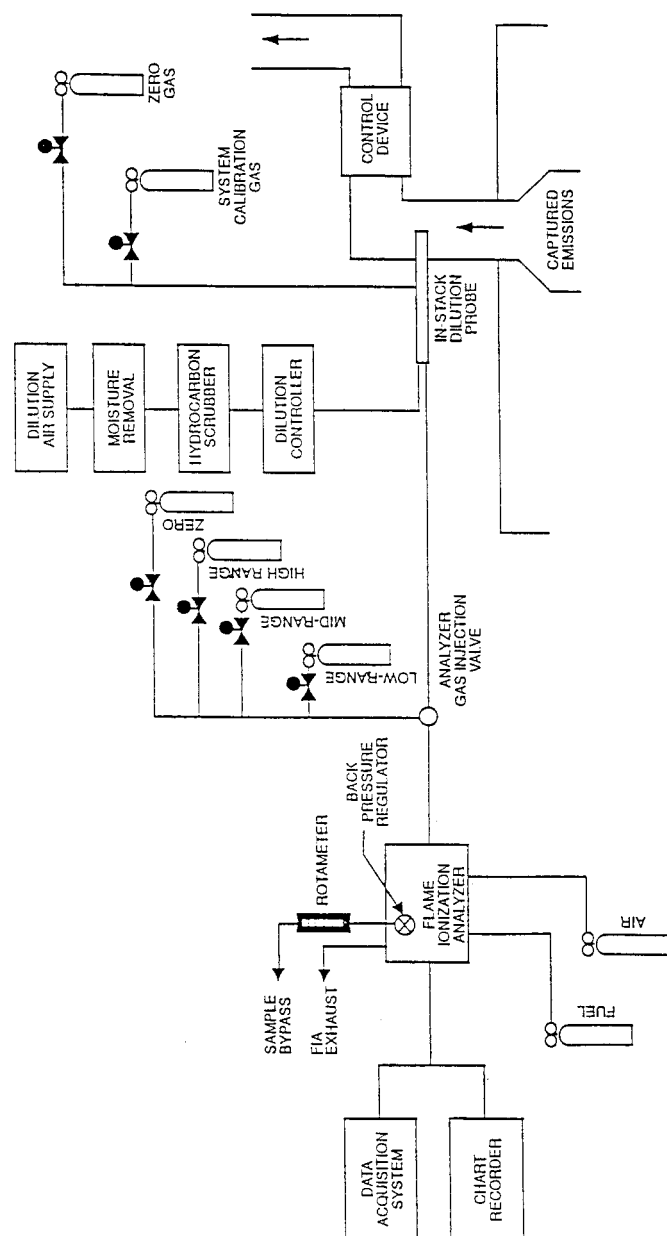 ZERO
GAS
SYSTEM
CALIBRATION
GAS
CONTROL
DEVICE
CAPTURED
EMISSIONS
IN-STACK
DILUTION
PROBE
DILUTION
AIR SUPPLY
MOISTURE
REMOVAL
HYDROCARBON
SCRUBBER
DILUTION
CONTROLLER
ZERO
HIGH RANGE
MID-RANGE
LOW-RANGE
ANALYZER
GAS INJECTION
VALVE
BACK
PRESSURE
REGULATOR
ROTAMETER
SAMPLE
BYPASS
FIA
EXHAUST
FLAME
IONIZATION
ANALYZER
AIR
FUEL
DATA
ACQUISITION
SYSTEM
CHART
RECORDER